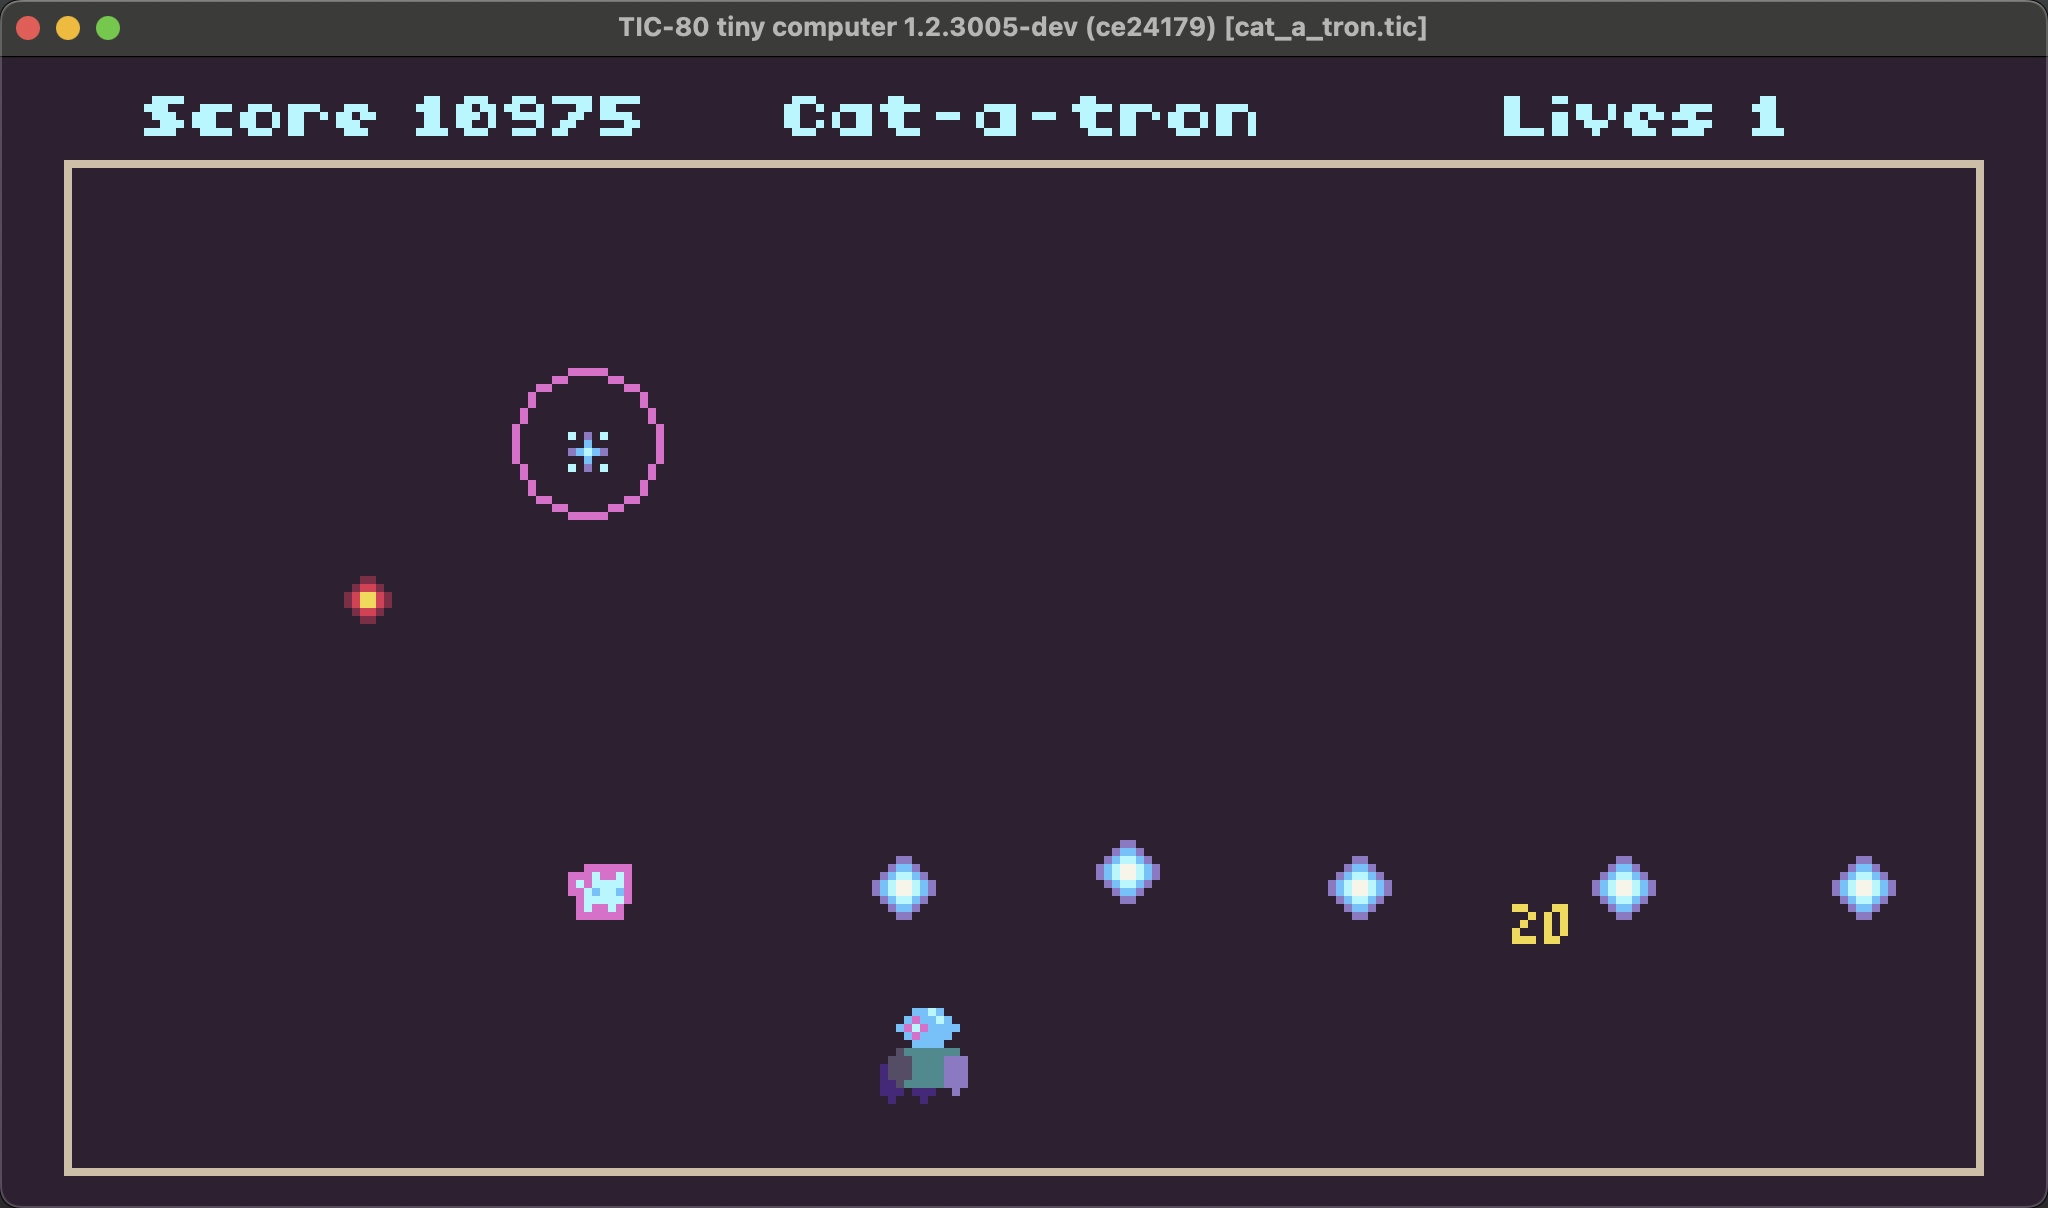 TIC-80 tiny computer 1.2.3005-dev (ce24179) [cat_a_tron.tic]
Score 10975 Cat-a-tron Lives 1
20